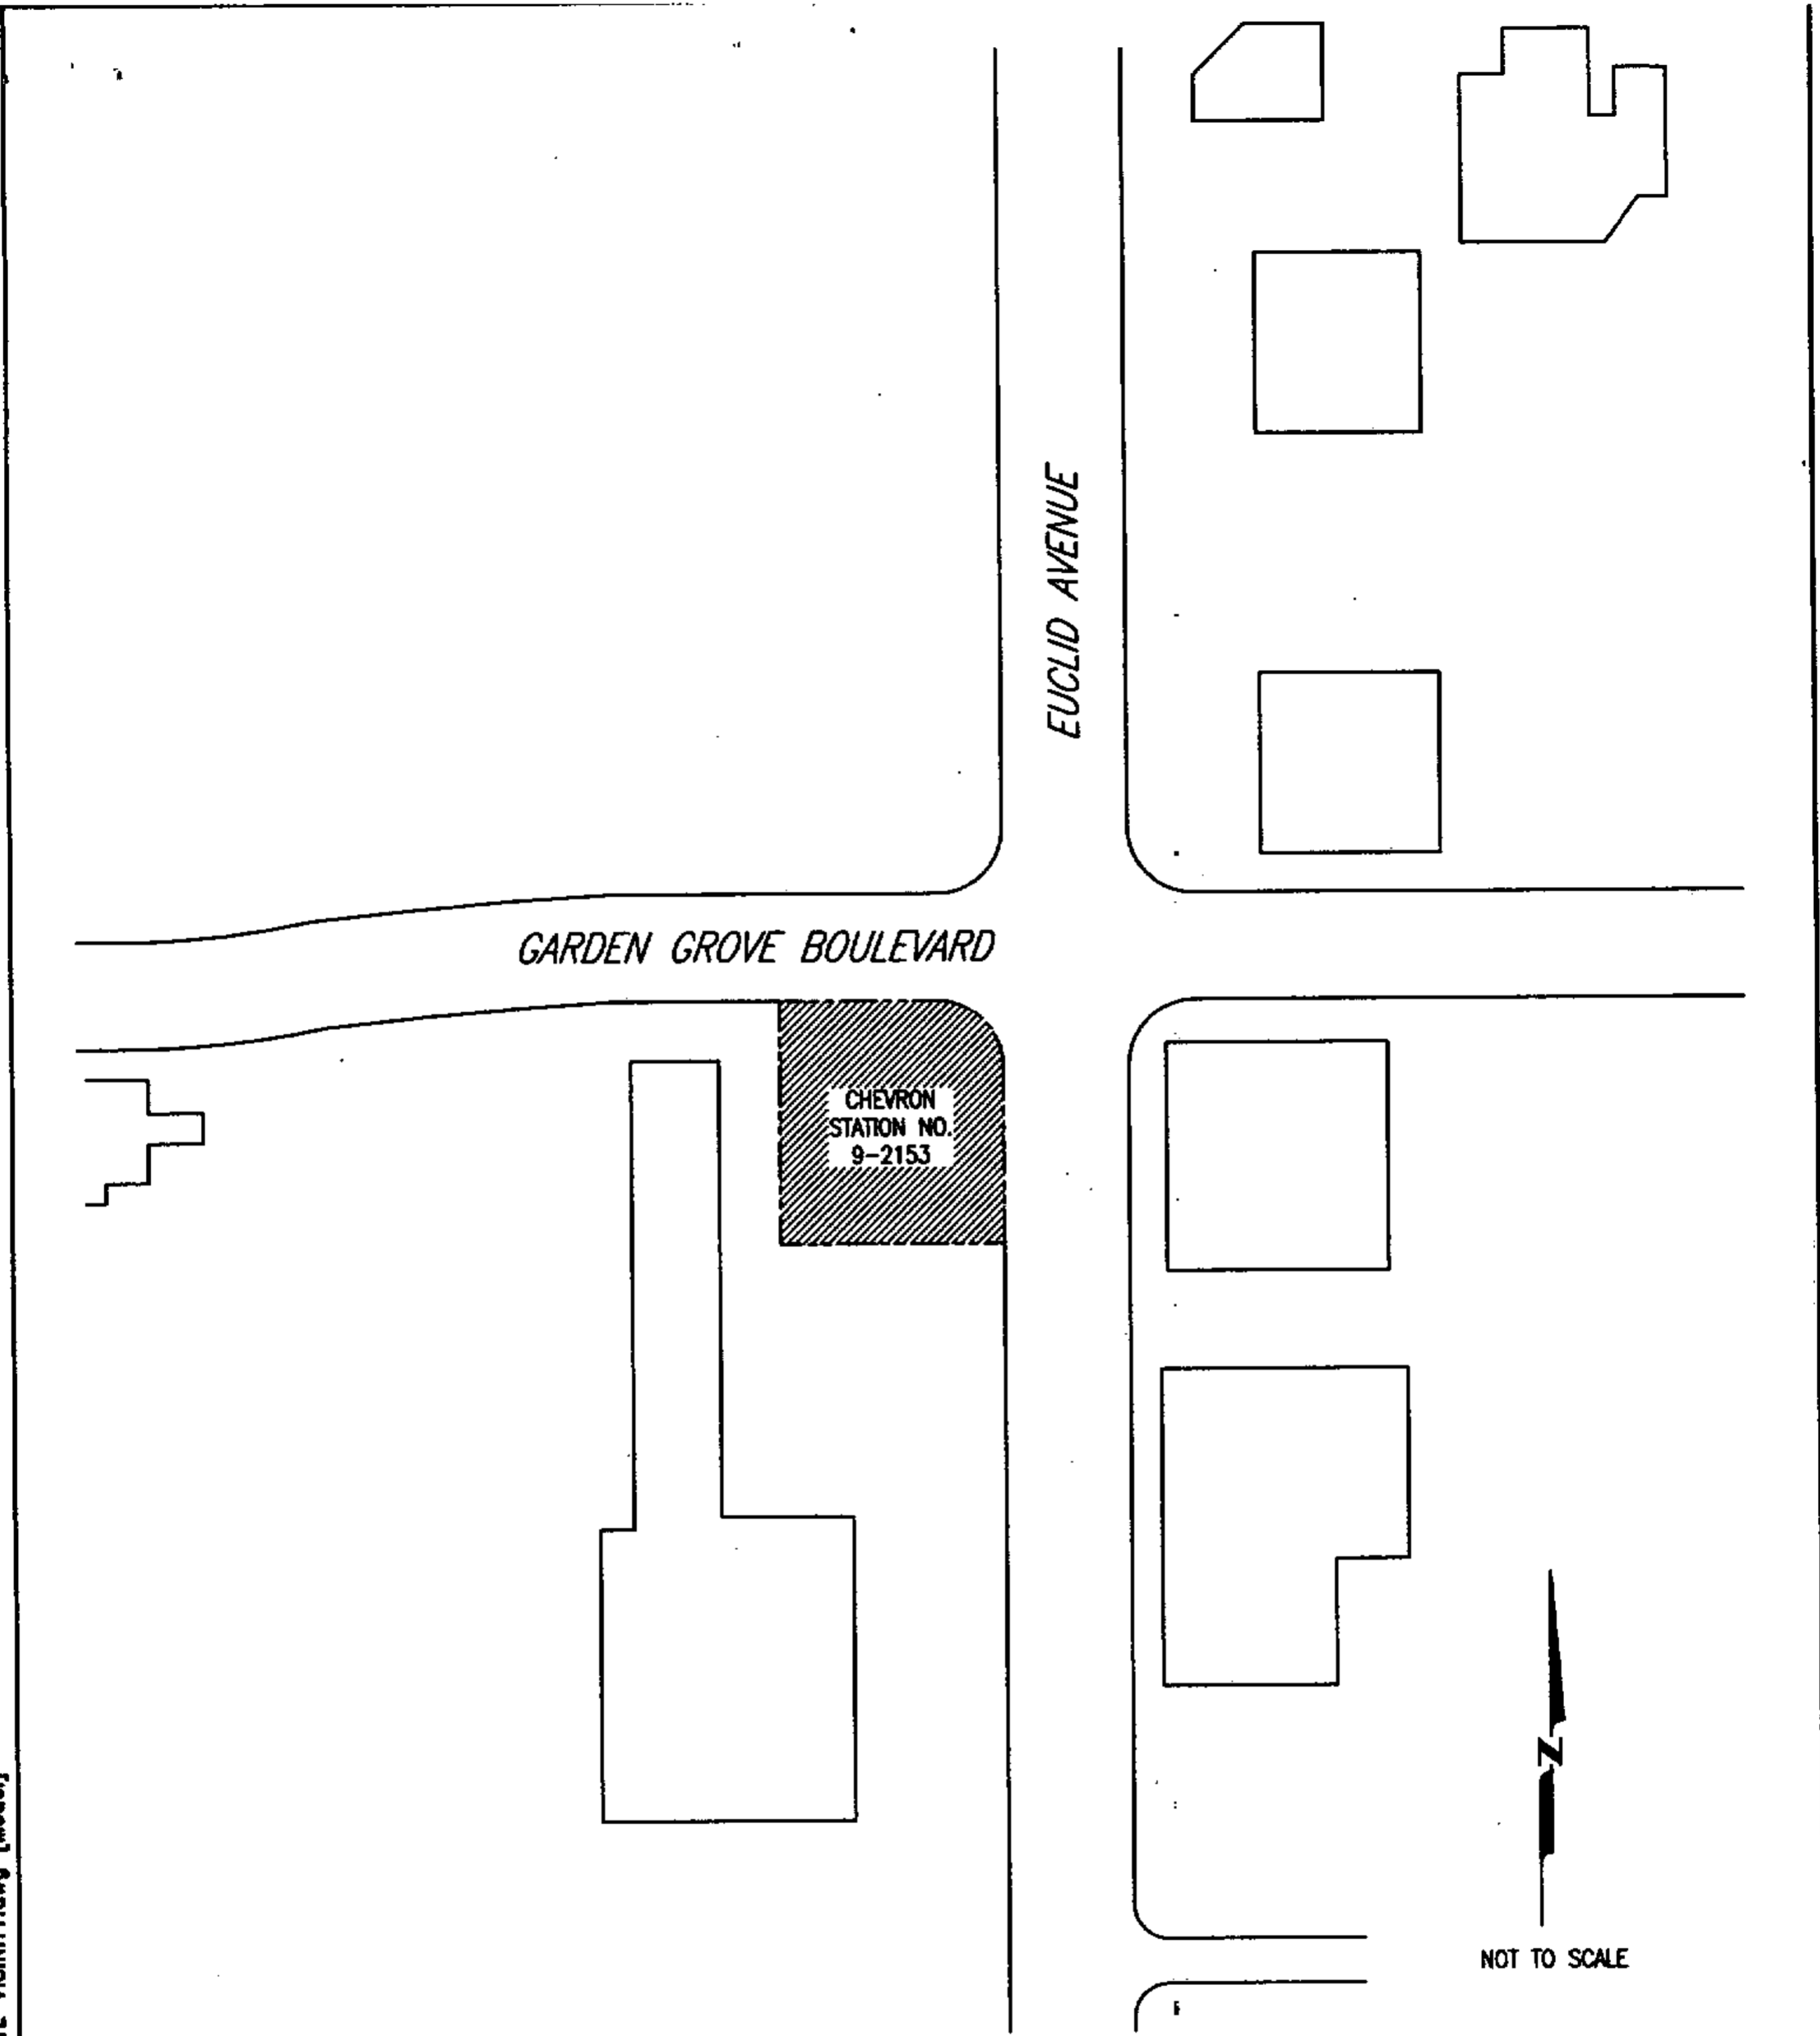 EUCLID AVENUE
GARDEN GROVE BOULEVARD
CHEVRON
STATION NO.
9-2153
N
NOT TO SCALE